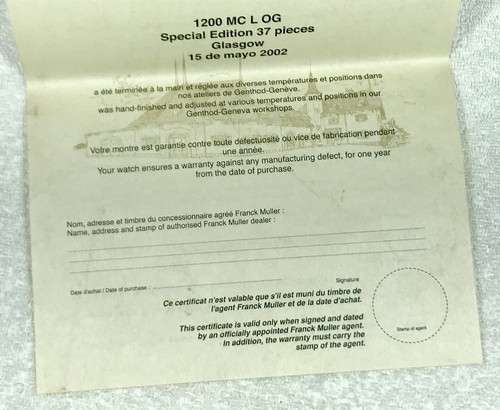 1200 MC L OG
Special Edition 37 pieces
Glasgow
15 de mayo 2002
a été terminée à la main et réglée aux diverses températures et positions dans
nos ateliers de Genthod-Genève.
was hand-finished and adjusted at various temperatures and positions in our
Genthod-Geneva workshops.
Votre montre est garantie contre toute défectuosité ou vice de fabrication pendant
une année.
Your watch ensures a warranty against any manufacturing defect, for one year
from the date of purchase.
Nom, adresse et timbre du concessionnaire agréé Franck Muller :
Name, address and stamp of authorised Franck Muller dealer :
Date d'achat / Date of purchase :
Signature
Ce certificat n'est valable que s'il est muni du timbre de
l'agent Franck Muller et de la date d'achat.
This certificate is valid only when signed and dated
by an officially appointed Franck Muller agent.
In addition, the warranty must carry the
stamp of the agent.
Stamp of agent